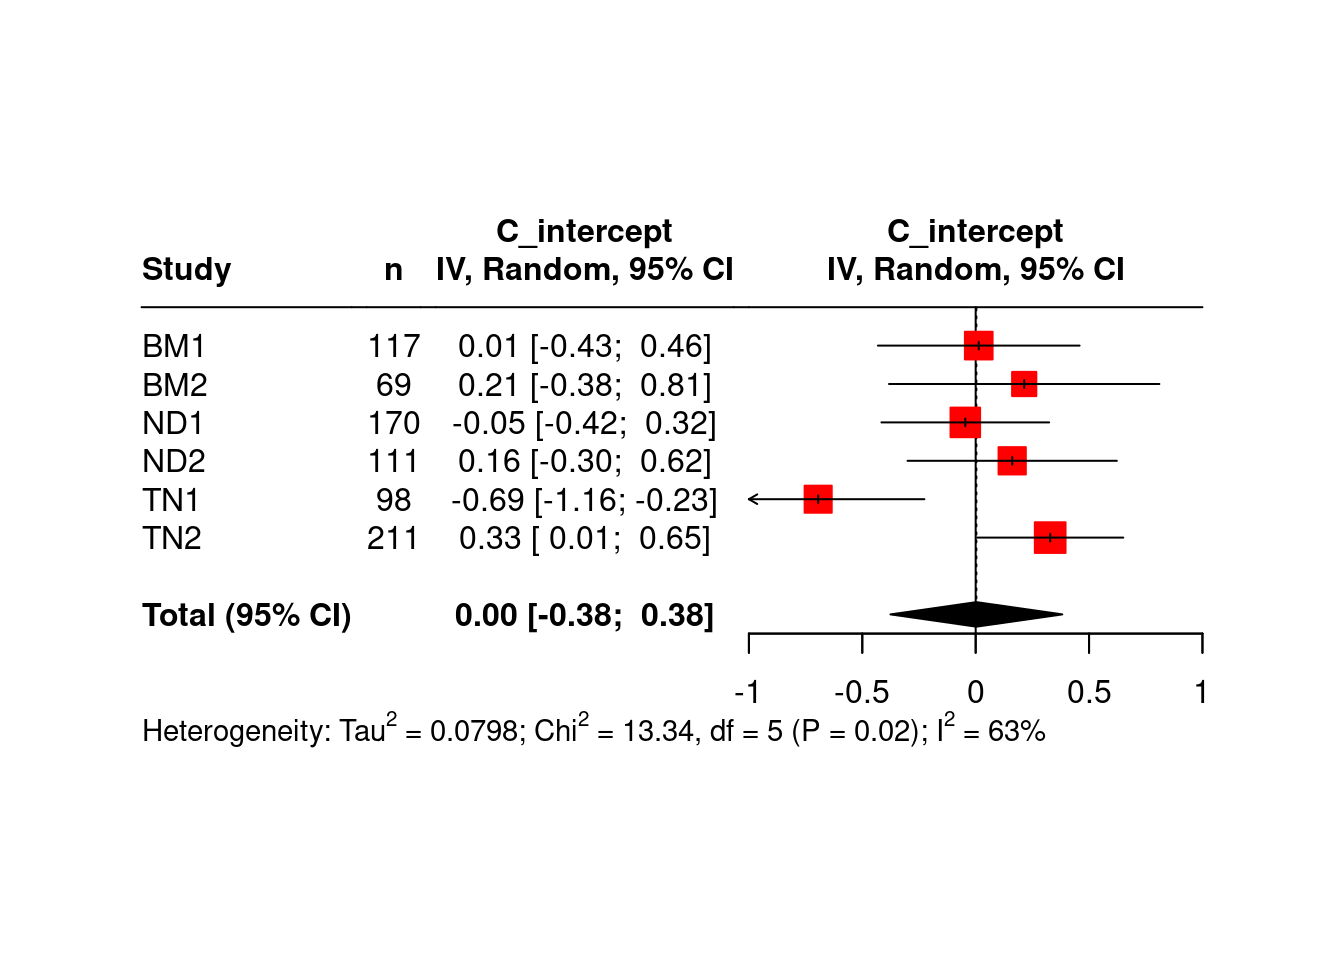 C_intercept C_intercept
Study n IV, Random, 95% CI IV, Random, 95% CI
BM1 117 0.01 [-0.43; 0.46]
BM2 69 0.21 [-0.38; 0.81]
ND1 170 -0.05 [-0.42; 0.32]
ND2 111 0.16 [-0.30; 0.62]
TN1 98 -0.69 [-1.16; -0.23]
TN2 211 0.33 [ 0.01; 0.65]
Total (95% CI) 0.00 [-0.38; 0.38]
-1 -0.5 0 0.5 1
Heterogeneity: Tau² = 0.0798; Chi² = 13.34, df = 5 (P = 0.02); I² = 63%